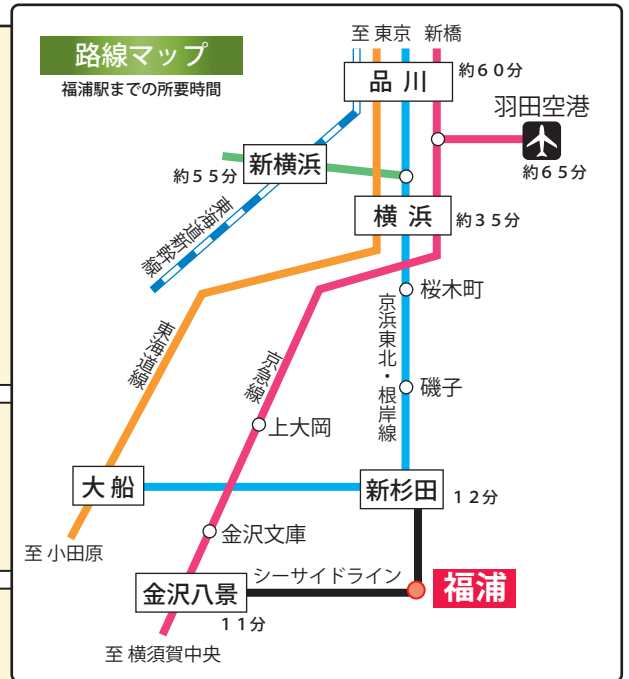 路線マップ
福浦駅までの所要時間
至 東京 新橋
品川
約６０分
羽田空港
約６５分
新横浜
約５５分
東海道新幹線
横浜
約３５分
桜木町
京浜東北・根岸線
東海道線
京急線
磯子
上大岡
大船
新杉田
１２分
金沢文庫
至 小田原
シーサイドライン
福浦
金沢八景
１１分
至 横須賀中央